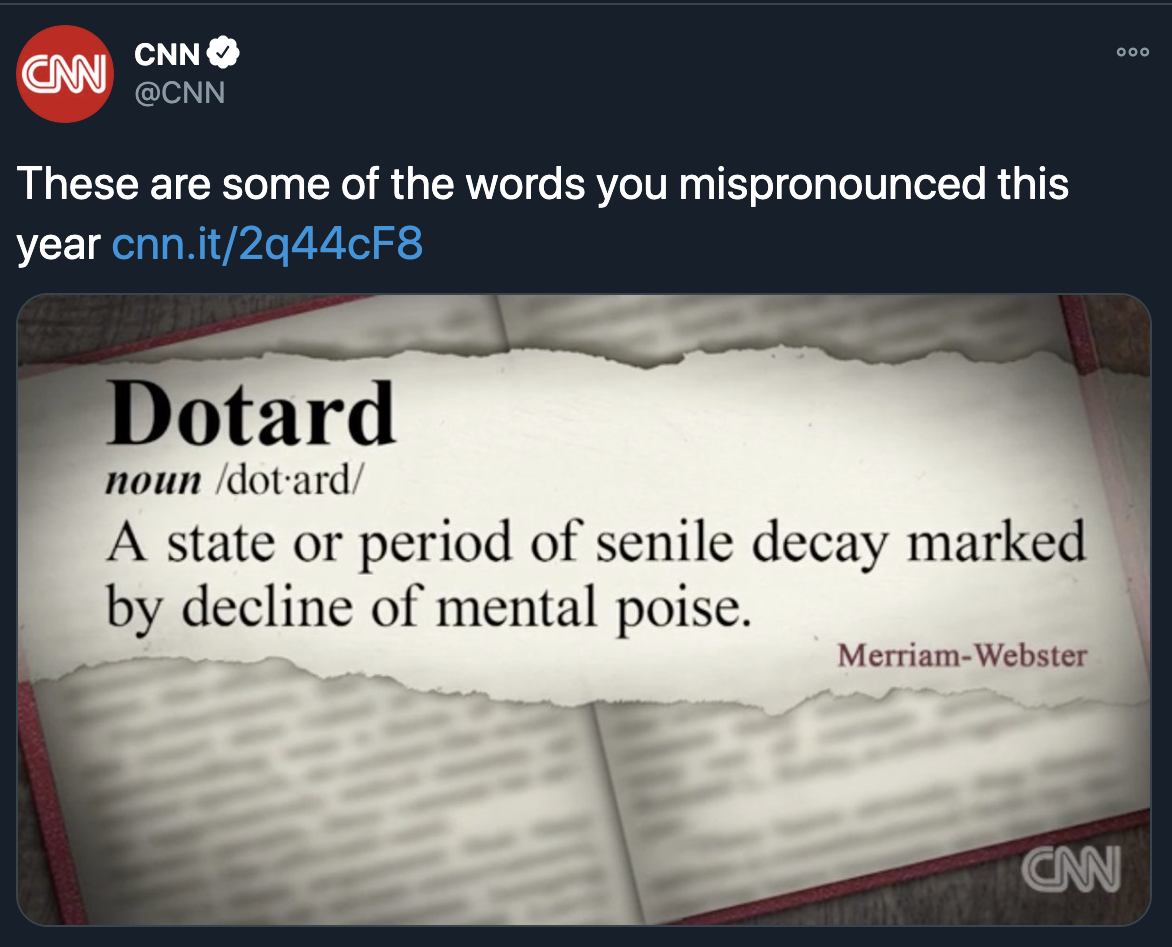 CNN
CNN
@CNN
These are some of the words you mispronounced this
year cnn.it/2q44cF8
Dotard
noun /dot·ard/
A state or period of senile decay marked
by decline of mental poise.
Merriam-Webster
CNN